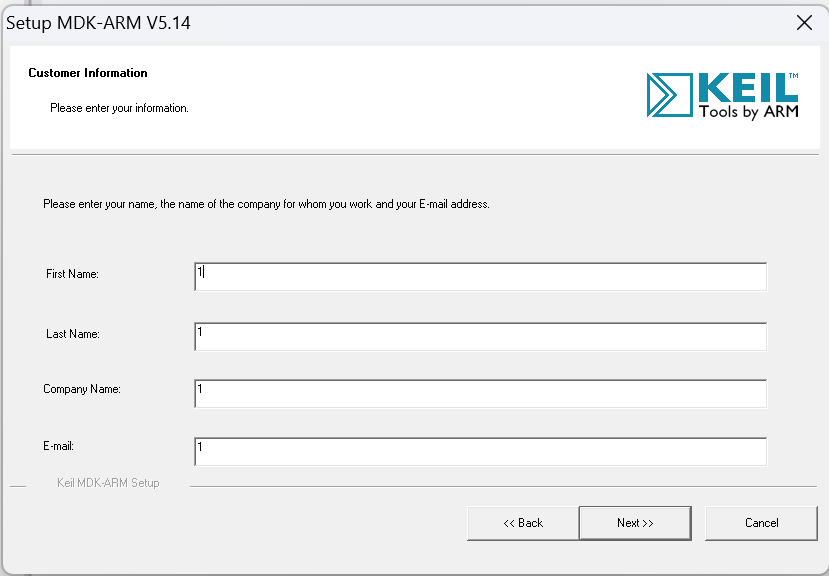 Setup MDK-ARM V5.14
Customer Information
Please enter your information.
KEIL™
Tools by ARM
Please enter your name, the name of the company for whom you work and your E-mail address.
First Name: 1
Last Name: 1
Company Name: 1
E-mail: 1
Keil MDK-ARM Setup
<< Back Next >> Cancel